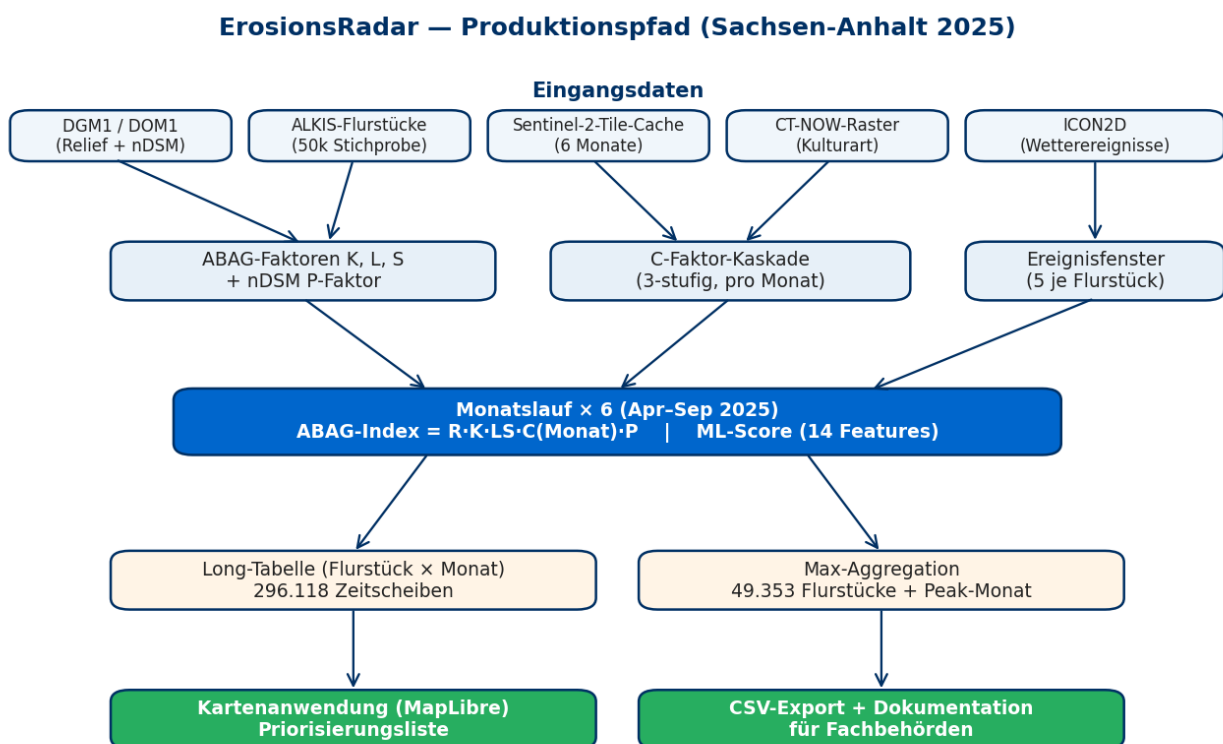 ErosionsRadar — Produktionspfad (Sachsen-Anhalt 2025)
Eingangsdaten
DGM1 / DOM1
(Relief + nDSM)
ALKIS-Flurstücke
(50k Stichprobe)
Sentinel-2-Tile-Cache
(6 Monate)
CT-NOW-Raster
(Kulturart)
ICON2D
(Wetterereignisse)
ABAG-Faktoren K, L, S
+ nDSM P-Faktor
C-Faktor-Kaskade
(3-stufig, pro Monat)
Ereignisfenster
(5 je Flurstück)
Monatslauf × 6 (Apr–Sep 2025)
ABAG-Index = R·K·LS·C(Monat)·P | ML-Score (14 Features)
Long-Tabelle (Flurstück × Monat)
296.118 Zeitscheiben
Max-Aggregation
49.353 Flurstücke + Peak-Monat
Kartenanwendung (MapLibre)
Priorisierungsliste
CSV-Export + Dokumentation
für Fachbehörden